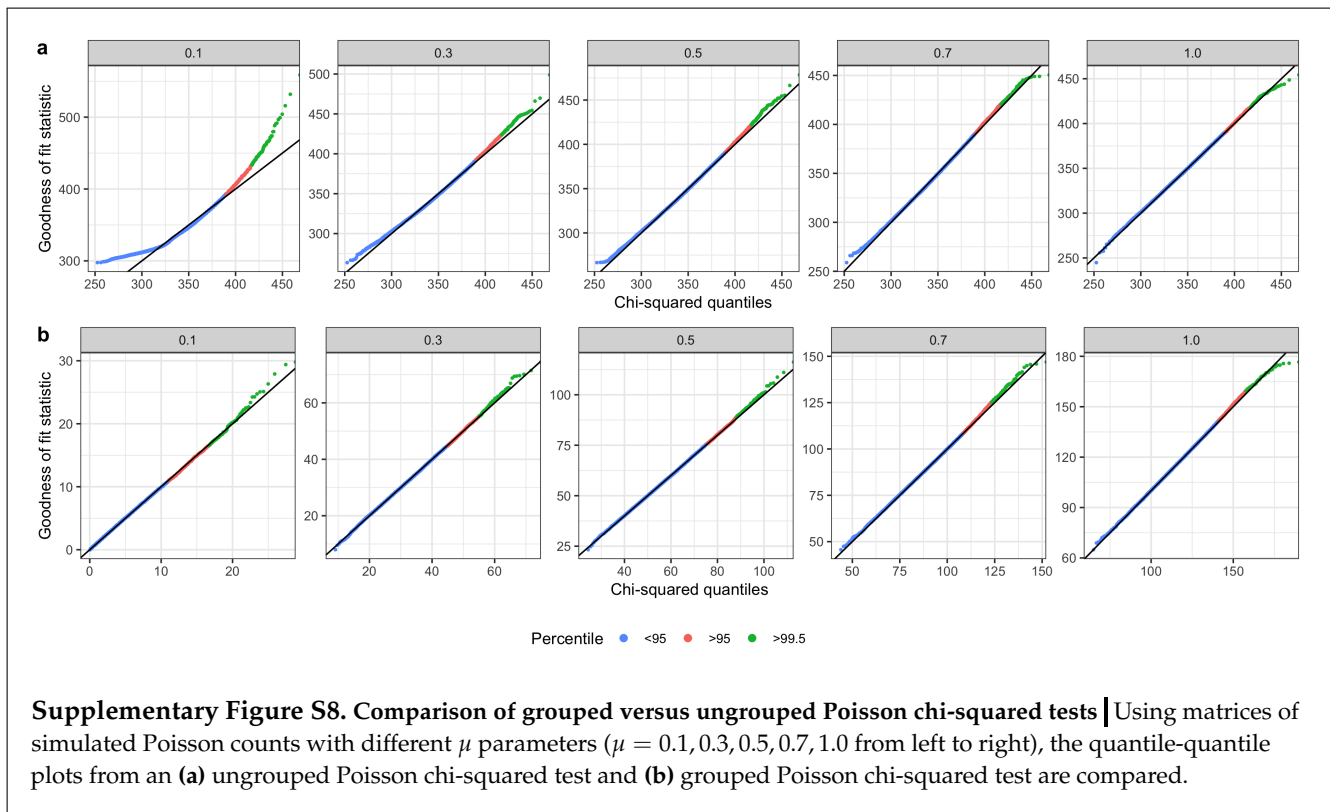 a
0.1
0.3
0.5
0.7
1.0
Goodness of fit statistic
500
400
300
500
450
400
350
300
450
400
350
300
450
400
350
300
250
450
400
350
300
250
250 300 350 400 450
250 300 350 400 450
250 300 350 400 450
250 300 350 400 450
250 300 350 400 450
Chi-squared quantiles
b
0.1
0.3
0.5
0.7
1.0
Goodness of fit statistic
30
20
10
0
60
40
20
100
75
50
25
150
125
100
75
50
180
150
120
90
60
0 10 20
20 40 60
40 60 80 100
50 75 100 125 150
100 150
Chi-squared quantiles
Percentile <95 >95 >99.5
Supplementary Figure S8. Comparison of grouped versus ungrouped Poisson chi-squared tests | Using matrices of
simulated Poisson counts with different μ parameters (μ = 0.1, 0.3, 0.5, 0.7, 1.0 from left to right), the quantile-quantile
plots from an (a) ungrouped Poisson chi-squared test and (b) grouped Poisson chi-squared test are compared.